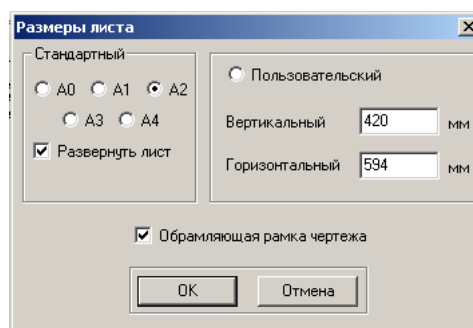 Размеры листа
Стандартный
A0 A1 A2
A3 A4
Развернуть лист
Пользовательский
Вертикальный 420 мм
Горизонтальный 594 мм
Обрамляющая рамка чертежа
OK Отмена